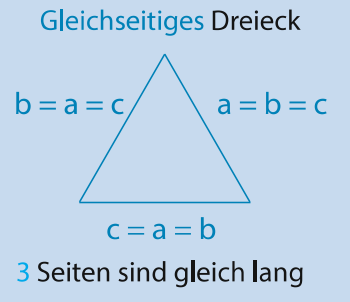 Gleichseitiges Dreieck
b = a = c
a = b = c
c = a = b
3 Seiten sind gleich lang